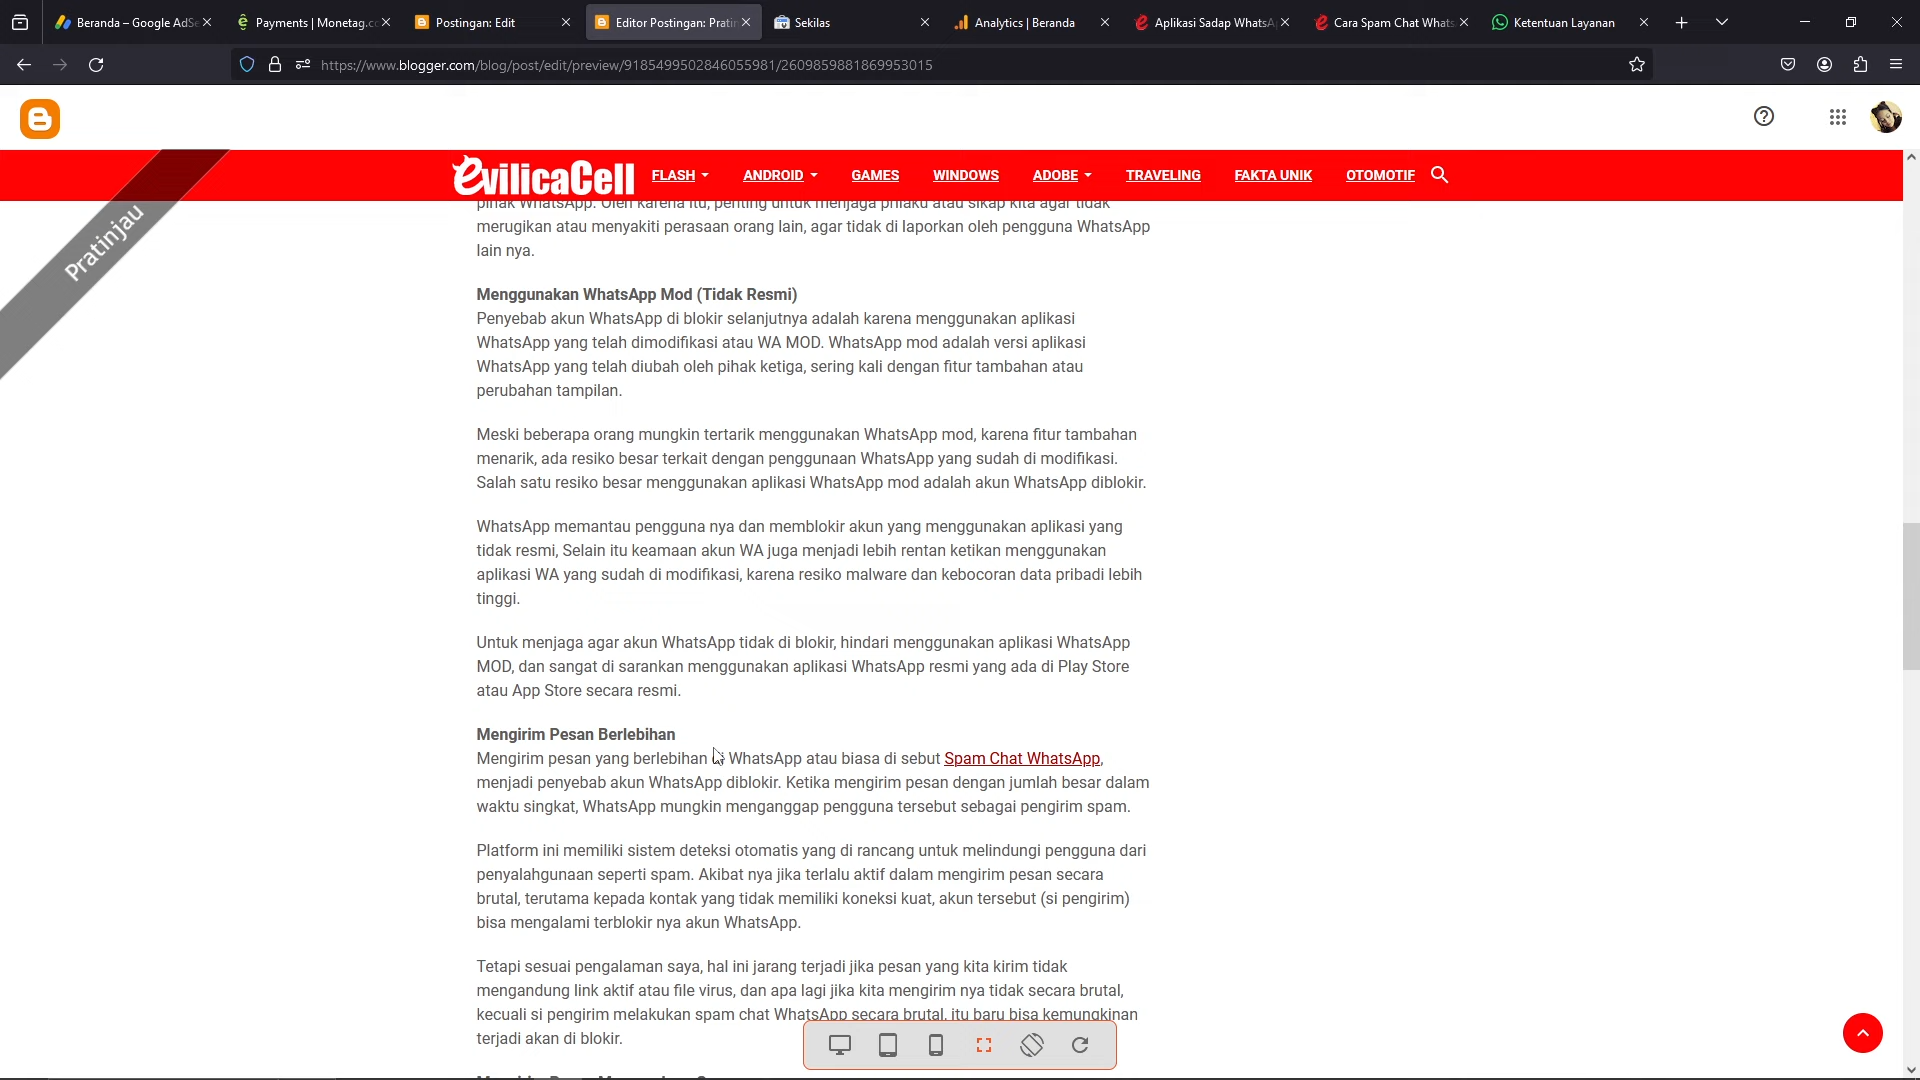 Beranda – Google AdSe
Payments | Monetag.co
Postingan: Edit
Editor Postingan: Pratin
Sekilas
Analytics | Beranda
Aplikasi Sadap WhatsA
Cara Spam Chat Whats
Ketentuan Layanan
https://www.blogger.com/blog/post/edit/preview/9185499502846055981/2609859881869953015
Pratinjau
evilicaCell
FLASH
ANDROID
GAMES
WINDOWS
ADOBE
TRAVELING
FAKTA UNIK
OTOMOTIF
pihak WhatsApp. Oleh karena itu, penting untuk menjaga prilaku atau sikap kita agar tidak
merugikan atau menyakiti perasaan orang lain, agar tidak di laporkan oleh pengguna WhatsApp
lain nya.
Menggunakan WhatsApp Mod (Tidak Resmi)
Penyebab akun WhatsApp di blokir selanjutnya adalah karena menggunakan aplikasi
WhatsApp yang telah dimodifikasi atau WA MOD. WhatsApp mod adalah versi aplikasi
WhatsApp yang telah diubah oleh pihak ketiga, sering kali dengan fitur tambahan atau
perubahan tampilan.
Meski beberapa orang mungkin tertarik menggunakan WhatsApp mod, karena fitur tambahan
menarik, ada resiko besar terkait dengan penggunaan WhatsApp yang sudah di modifikasi.
Salah satu resiko besar menggunakan aplikasi WhatsApp mod adalah akun WhatsApp diblokir.
WhatsApp memantau pengguna nya dan memblokir akun yang menggunakan aplikasi yang
tidak resmi, Selain itu keamaan akun WA juga menjadi lebih rentan ketikan menggunakan
aplikasi WA yang sudah di modifikasi, karena resiko malware dan kebocoran data pribadi lebih
tinggi.
Untuk menjaga agar akun WhatsApp tidak di blokir, hindari menggunakan aplikasi WhatsApp
MOD, dan sangat di sarankan menggunakan aplikasi WhatsApp resmi yang ada di Play Store
atau App Store secara resmi.
Mengirim Pesan Berlebihan
Mengirim pesan yang berlebihan di WhatsApp atau biasa di sebut Spam Chat WhatsApp,
menjadi penyebab akun WhatsApp diblokir. Ketika mengirim pesan dengan jumlah besar dalam
waktu singkat, WhatsApp mungkin menganggap pengguna tersebut sebagai pengirim spam.
Platform ini memiliki sistem deteksi otomatis yang di rancang untuk melindungi pengguna dari
penyalahgunaan seperti spam. Akibat nya jika terlalu aktif dalam mengirim pesan secara
brutal, terutama kepada kontak yang tidak memiliki koneksi kuat, akun tersebut (si pengirim)
bisa mengalami terblokir nya akun WhatsApp.
Tetapi sesuai pengalaman saya, hal ini jarang terjadi jika pesan yang kita kirim tidak
mengandung link aktif atau file virus, dan apa lagi jika kita mengirim nya tidak secara brutal,
kecuali si pengirim melakukan spam chat WhatsApp secara brutal, itu baru bisa kemungkinan
terjadi akan di blokir.